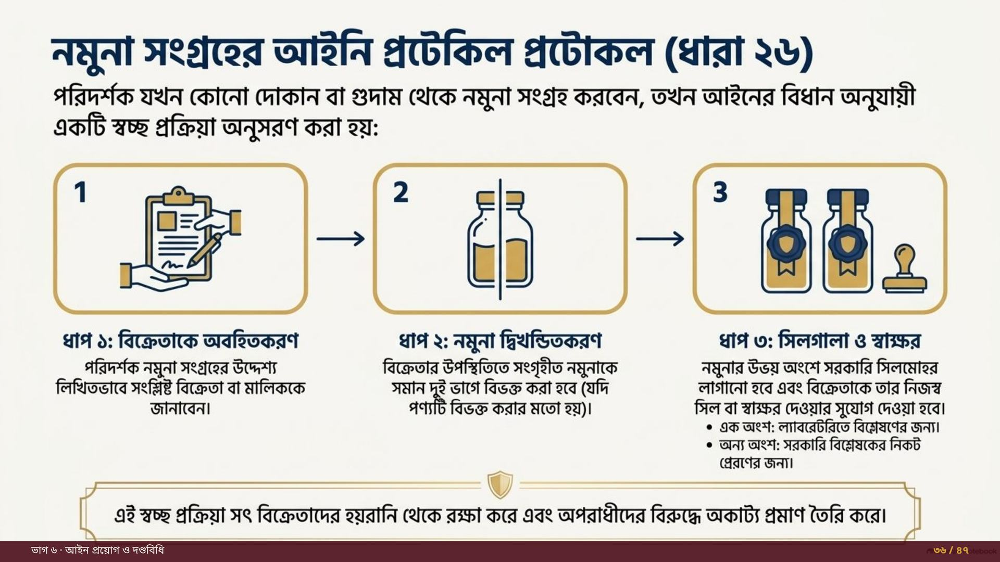 নমুনা সংগ্রহের আইনি প্রটেকিল প্রটোকল (ধারা ২৬)
পরিদর্শক যখন কোনো দোকান বা গুদাম থেকে নমুনা সংগ্রহ করবেন, তখন আইনের বিধান অনুযায়ী
একটি স্বচ্ছ প্রক্রিয়া অনুসরণ করা হয়:
1
2
3
ধাপ ১: বিক্রেতাকে অবহিতকরণ
পরিদর্শক নমুনা সংগ্রহের উদ্দেশ্য
লিখিতভাবে সংশ্লিষ্ট বিক্রেতা বা মালিককে
জানাবেন।
ধাপ ২: নমুনা দ্বিখন্ডিতকরণ
বিক্রেতার উপস্থিতিতে সংগৃহীত নমুনাকে
সমান দুই ভাগে বিভক্ত করা হবে (যদি
পণ্যটি বিভক্ত করার মতো হয়)।
ধাপ ৩: সিলগালা ও স্বাক্ষর
নমুনার উভয় অংশে সরকারি সিলমোহর
লাগানো হবে এবং বিক্রেতাকে তার নিজস্ব
সিল বা স্বাক্ষর দেওয়ার সুযোগ দেওয়া হবে।
• এক অংশ: ল্যাবরেটরিতে বিশ্লেষণের জন্য।
• অন্য অংশ: সরকারি বিশ্লেষকের নিকট
প্রেরণের জন্য।
এই স্বচ্ছ প্রক্রিয়া সৎ বিক্রেতাদের হয়রানি থেকে রক্ষা করে এবং অপরাধীদের বিরুদ্ধে অকাট্য প্রমাণ তৈরি করে।
ভাগ ৬ · আইন প্রয়োগ ও দণ্ডবিধি
৩৬ / ৪৭